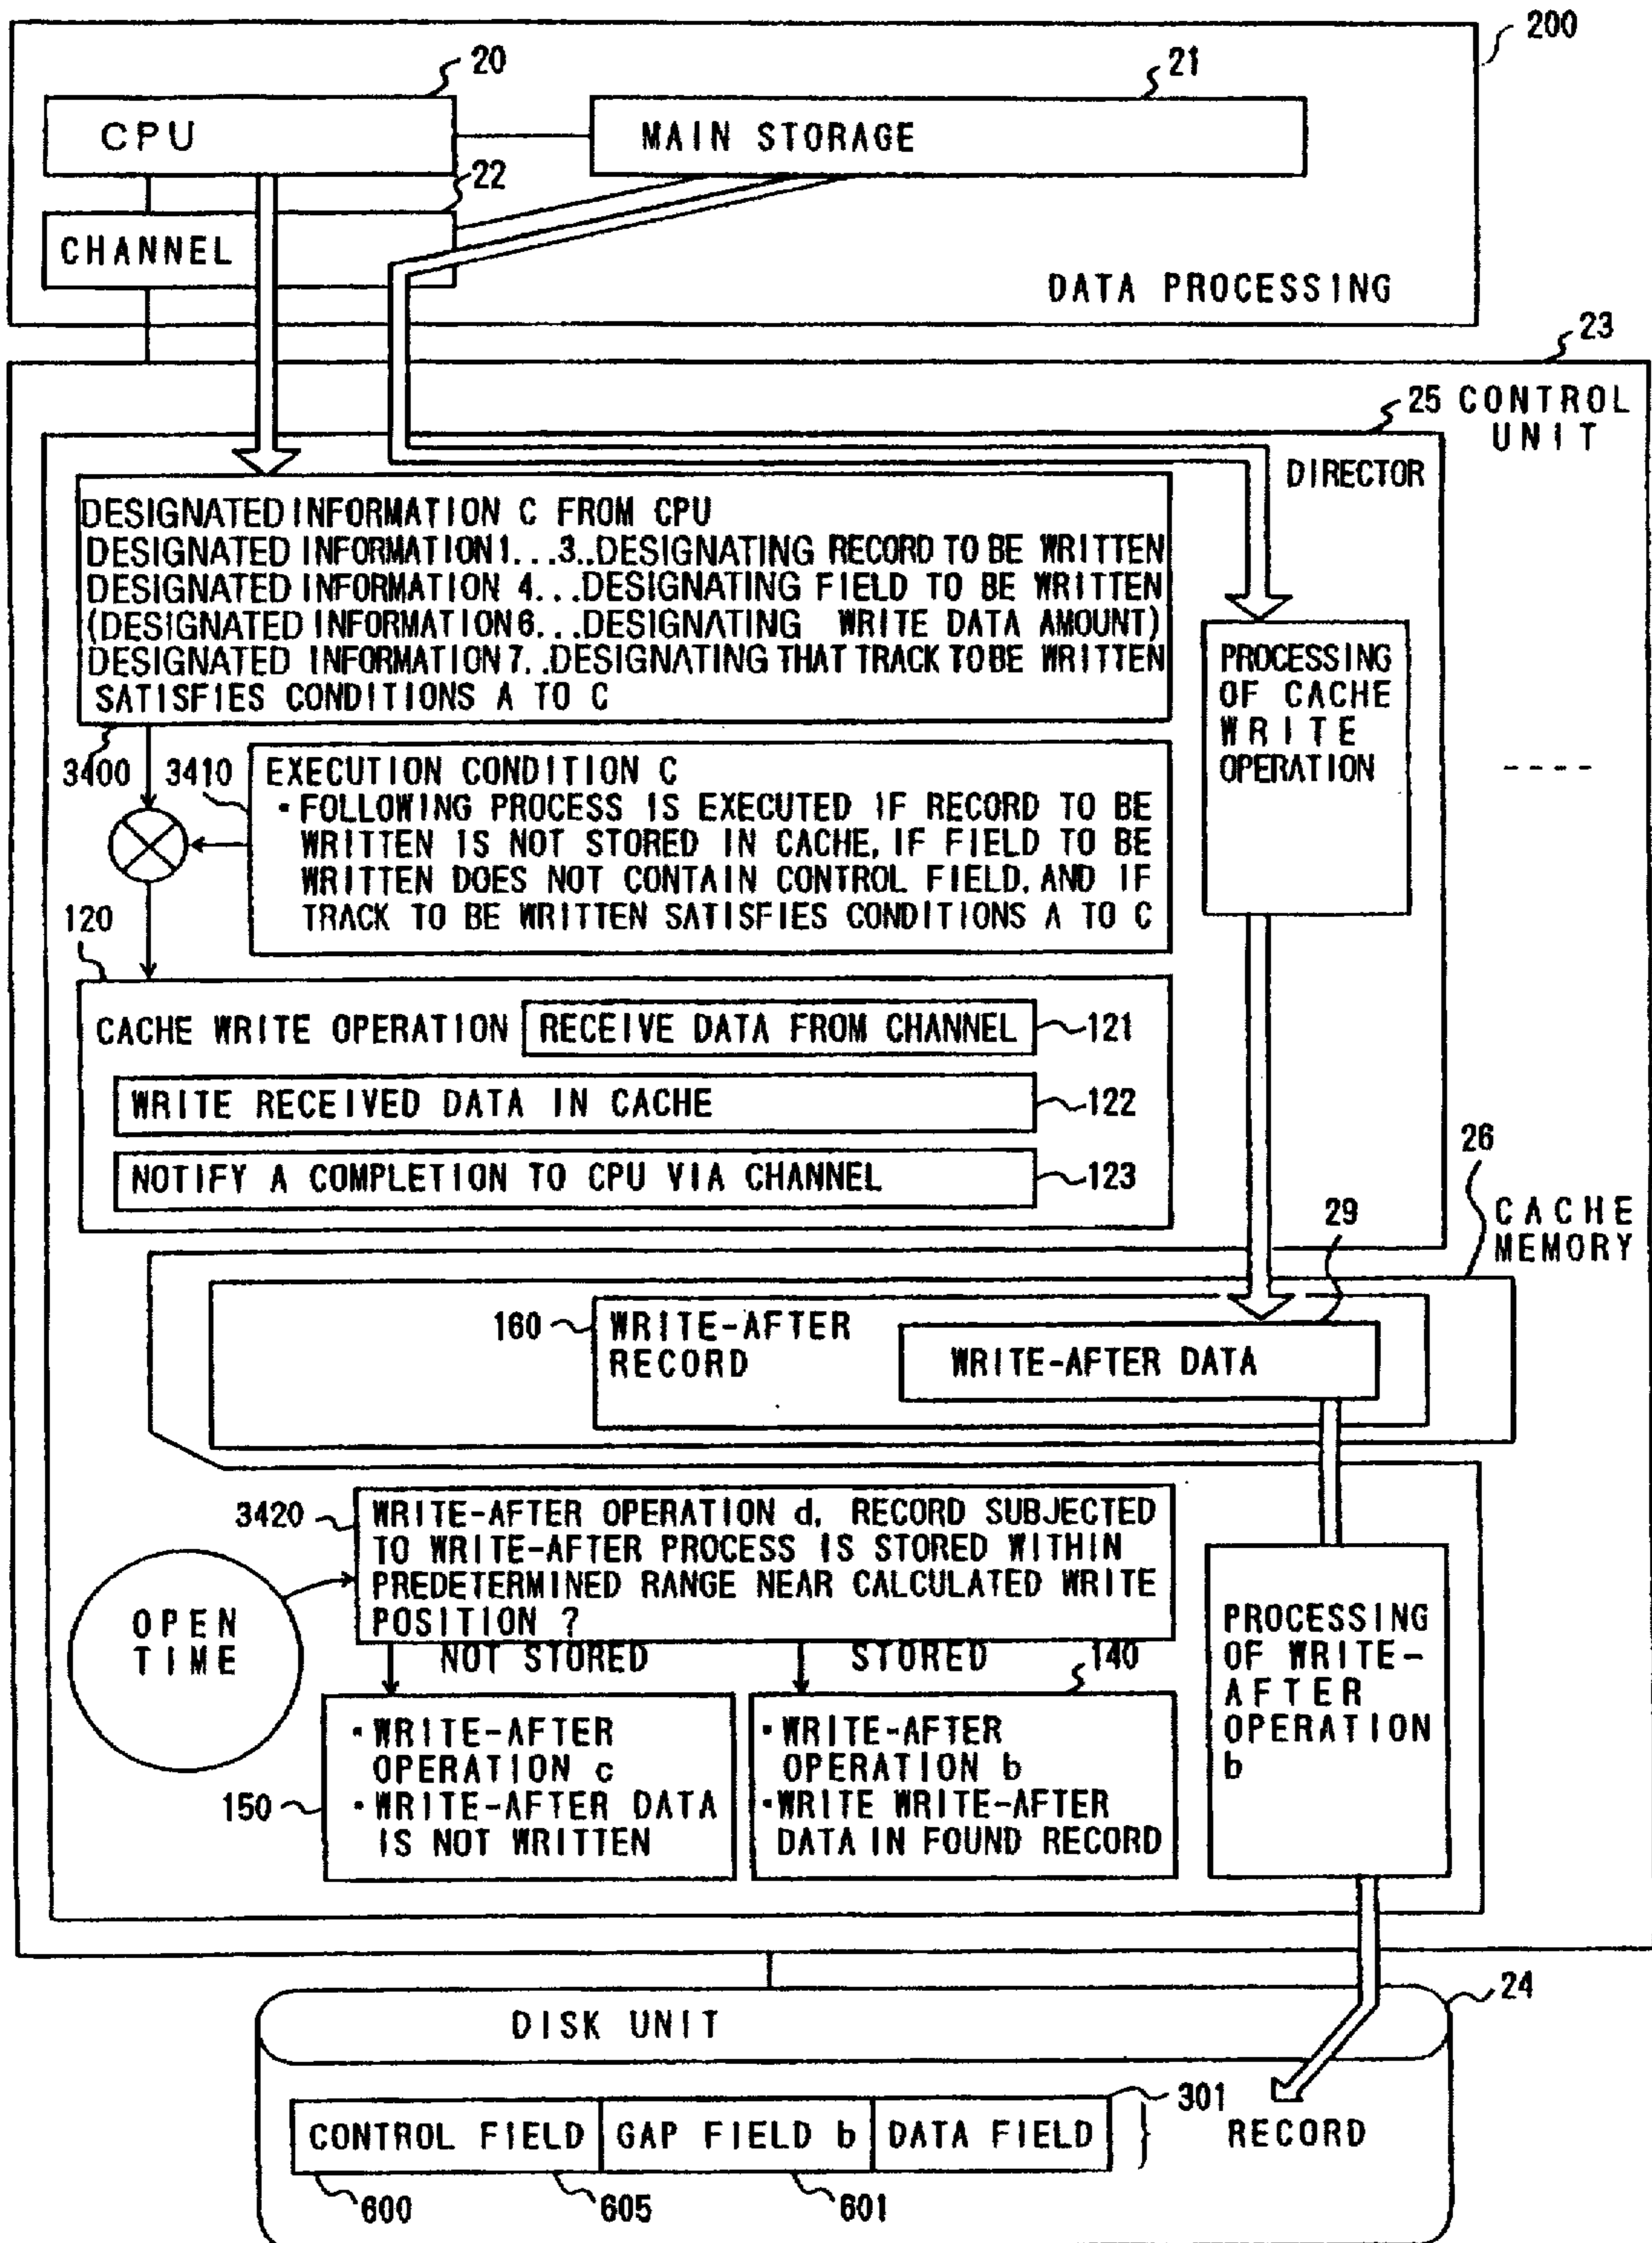 200
20
21
CPU
MAIN STORAGE
22
CHANNEL
DATA PROCESSING
23
25 CONTROL
UNIT
DIRECTOR
DESIGNATED INFORMATION C FROM CPU
DESIGNATED INFORMATION 1...3..DESIGNATING RECORD TO BE WRITTEN
DESIGNATED INFORMATION 4...DESIGNATING FIELD TO BE WRITTEN
(DESIGNATED INFORMATION 6...DESIGNATING WRITE DATA AMOUNT)
DESIGNATED INFORMATION 7..DESIGNATING THAT TRACK TO BE WRITTEN
SATISFIES CONDITIONS A TO C
PROCESSING
OF CACHE
WRITE
OPERATION
3400
3410
EXECUTION CONDITION C
・FOLLOWING PROCESS IS EXECUTED IF RECORD TO BE
WRITTEN IS NOT STORED IN CACHE, IF FIELD TO BE
WRITTEN DOES NOT CONTAIN CONTROL FIELD, AND IF
TRACK TO BE WRITTEN SATISFIES CONDITIONS A TO C
----
120
CACHE WRITE OPERATION
RECEIVE DATA FROM CHANNEL
121
WRITE RECEIVED DATA IN CACHE
122
NOTIFY A COMPLETION TO CPU VIA CHANNEL
123
26
CACHE
MEMORY
29
160
WRITE-AFTER
RECORD
WRITE-AFTER DATA
3420
WRITE-AFTER OPERATION d. RECORD SUBJECTED
TO WRITE-AFTER PROCESS IS STORED WITHIN
PREDETERMINED RANGE NEAR CALCULATED WRITE
POSITION ?
OPEN
TIME
NOT STORED
STORED
140
PROCESSING
OF WRITE-
AFTER
OPERATION
b
150
・WRITE-AFTER
OPERATION c
・WRITE-AFTER DATA
IS NOT WRITTEN
・WRITE-AFTER
OPERATION b
・WRITE WRITE-AFTER
DATA IN FOUND RECORD
24
DISK UNIT
301
CONTROL FIELD
GAP FIELD b
DATA FIELD
RECORD
600
605
601